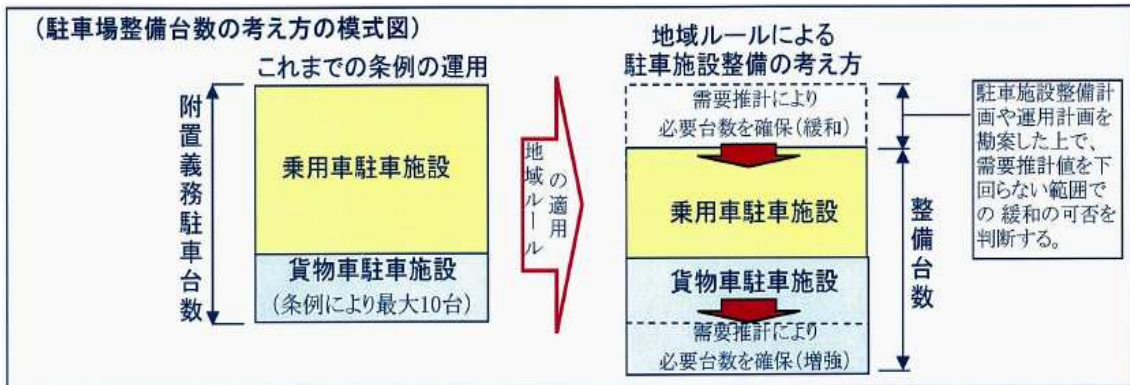 (駐車場整備台数の考え方の模式図)
これまでの条例の運用
附置義務駐車台数
乗用車駐車施設
貨物車駐車施設
(条例により最大10台)
地域ルール
の適用
地域ルールによる
駐車施設整備の考え方
需要推計により
必要台数を確保(緩和)
乗用車駐車施設
貨物車駐車施設
需要推計により
必要台数を確保(増強)
整備台数
駐車施設整備計
画や運用計画を
勘案した上で、
需要推計値を下
回らない範囲で
の 緩和の可否を
判断する。